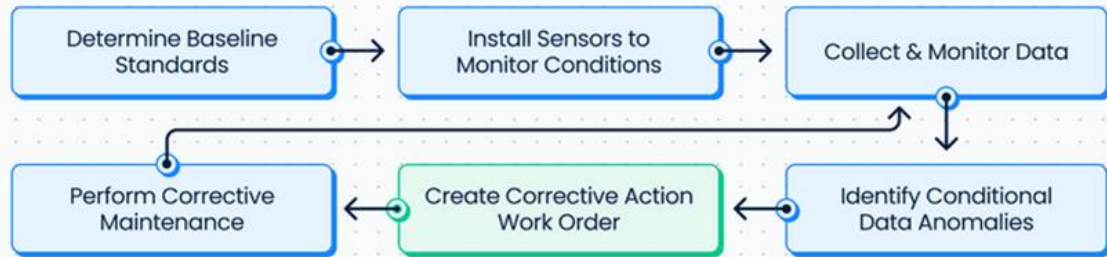 Determine Baseline
Standards
Install Sensors to
Monitor Conditions
Collect & Monitor Data
Perform Corrective
Maintenance
Create Corrective Action
Work Order
Identify Conditional
Data Anomalies